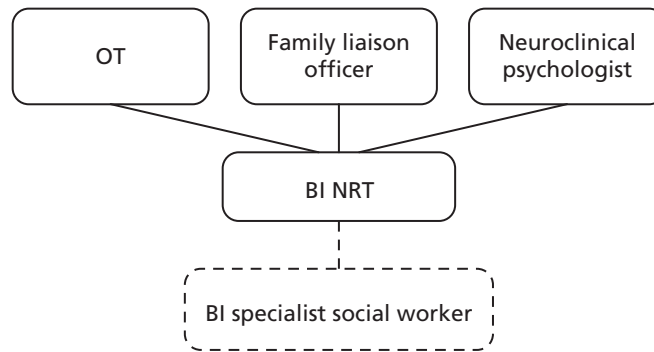 OT
Family liaison
officer
Neuroclinical
psychologist
BI NRT
BI specialist social worker